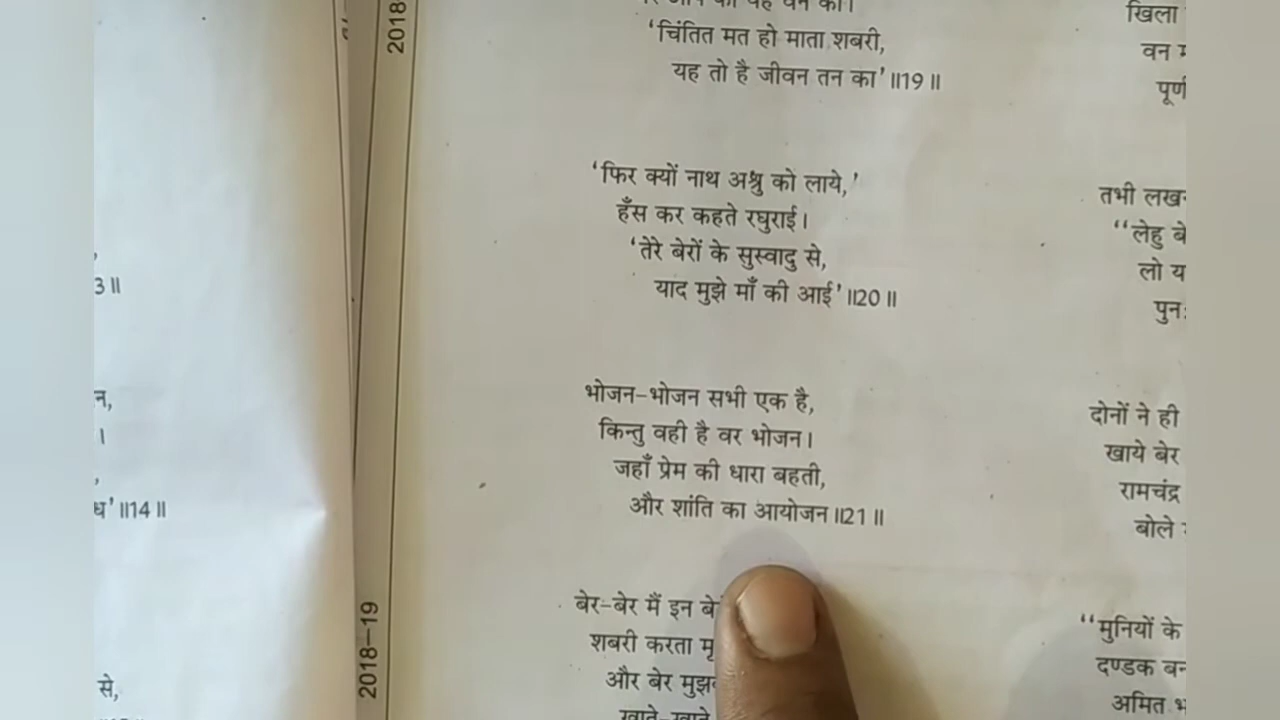 2018
'चिंतित मत हो माता शबरी,
यह तो है जीवन तन का'॥19॥
'फिर क्यों नाथ अश्रु को लाये,'
हँस कर कहते रघुराई।
'तेरे बेरों के सुस्वादु से,
याद मुझे माँ की आई'॥20॥
भोजन-भोजन सभी एक है,
किन्तु वही है वर भोजन।
जहाँ प्रेम की धारा बहती,
और शांति का आयोजन॥21॥
बेर-बेर मैं इन
शबरी करता
और बेर
खाते-खाते
2018-19
3॥
न,
।
ध'॥14॥
से,
खिला
वन
तभी लखन
"लेहु
लो
पुनः
दोनों ने ही
खाये बेर
रामचंद्र
बोले
"मुनियों के
दण्डक
अमित